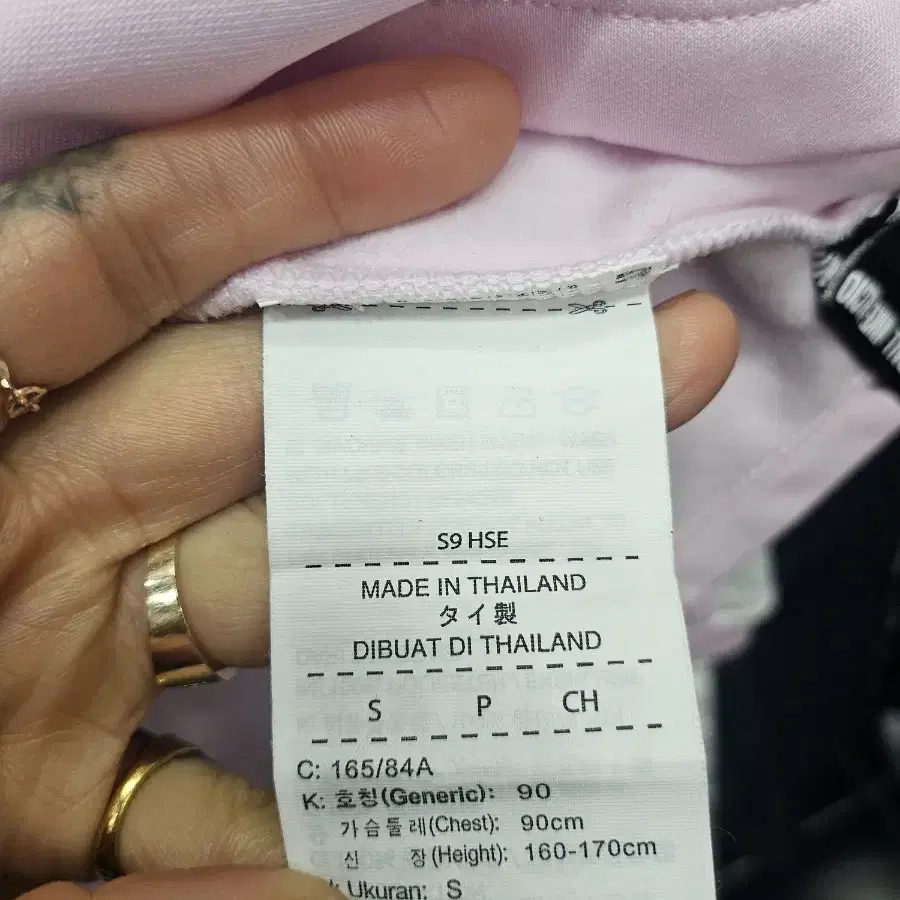 S9 HSE
MADE IN THAILAND
タイ製
DIBUAT DI THAILAND
S P CH
C: 165/84A
K: 호칭(Generic): 90
가슴둘레(Chest): 90cm
신 장(Height): 160-170cm
Ukuran: S